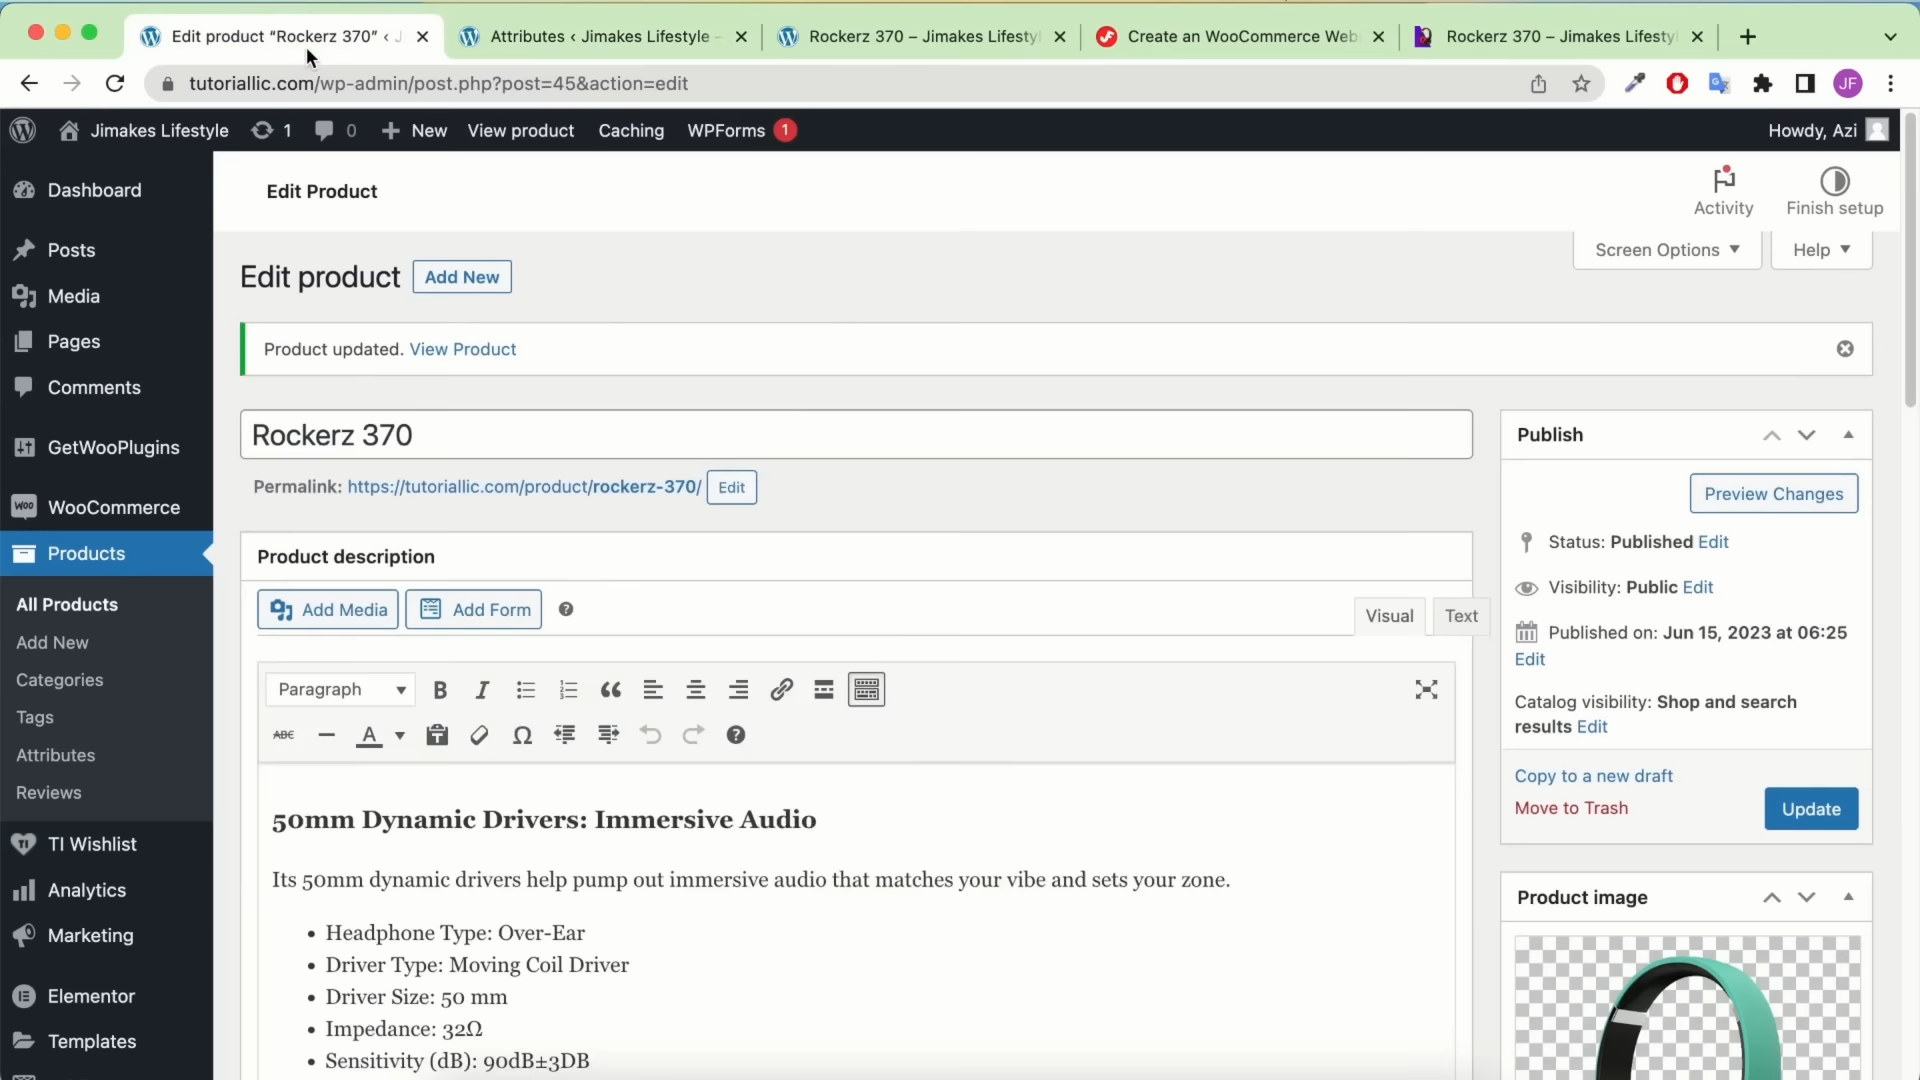 Edit product “Rockerz 370” ‹ J
Attributes ‹ Jimakes Lifestyle –
Rockerz 370 – Jimakes Lifestyl
Create an WooCommerce Web
Rockerz 370 – Jimakes Lifestyl
tutoriallic.com/wp-admin/post.php?post=45&action=edit
JF
Jimakes Lifestyle
1
0
New
View product
Caching
WPForms
1
Howdy, Azi
Dashboard
Posts
Media
Pages
Comments
GetWooPlugins
WooCommerce
Products
All Products
Add New
Categories
Tags
Attributes
Reviews
TI Wishlist
Analytics
Marketing
Elementor
Templates
Edit Product
Activity
Finish setup
Screen Options
Help
Edit product
Add New
Product updated. View Product
Rockerz 370
Permalink: https://tutoriallic.com/product/rockerz-370/
Edit
Product description
Add Media
Add Form
Visual
Text
Paragraph
50mm Dynamic Drivers: Immersive Audio
Its 50mm dynamic drivers help pump out immersive audio that matches your vibe and sets your zone.
• Headphone Type: Over-Ear
• Driver Type: Moving Coil Driver
• Driver Size: 50 mm
• Impedance: 32Ω
• Sensitivity (dB): 90dB±3DB
Publish
Preview Changes
Status: Published Edit
Visibility: Public Edit
Published on: Jun 15, 2023 at 06:25
Edit
Catalog visibility: Shop and search
results Edit
Copy to a new draft
Move to Trash
Update
Product image